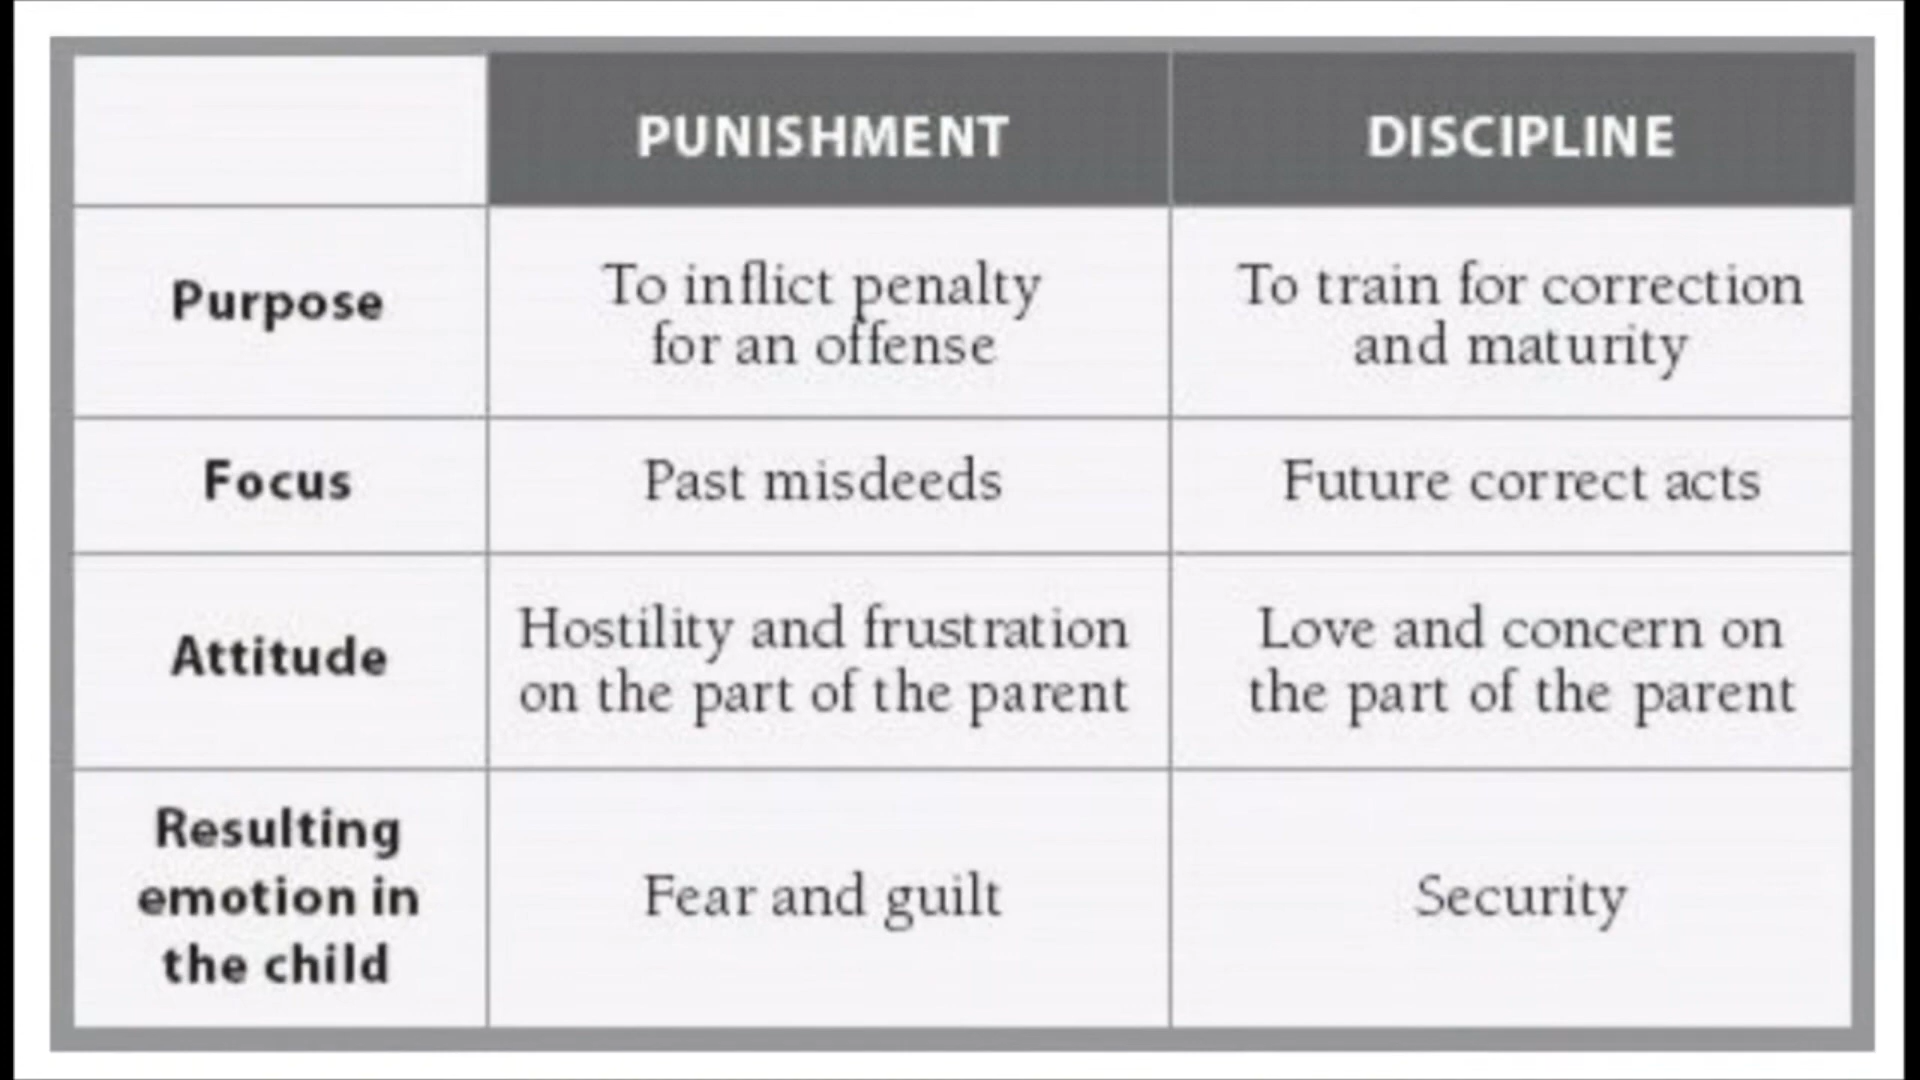 PUNISHMENT DISCIPLINE
Purpose
To inflict penalty
for an offense
To train for correction
and maturity
Focus
Past misdeeds
Future correct acts
Attitude
Hostility and frustration
on the part of the parent
Love and concern on
the part of the parent
Resulting
emotion in
the child
Fear and guilt
Security